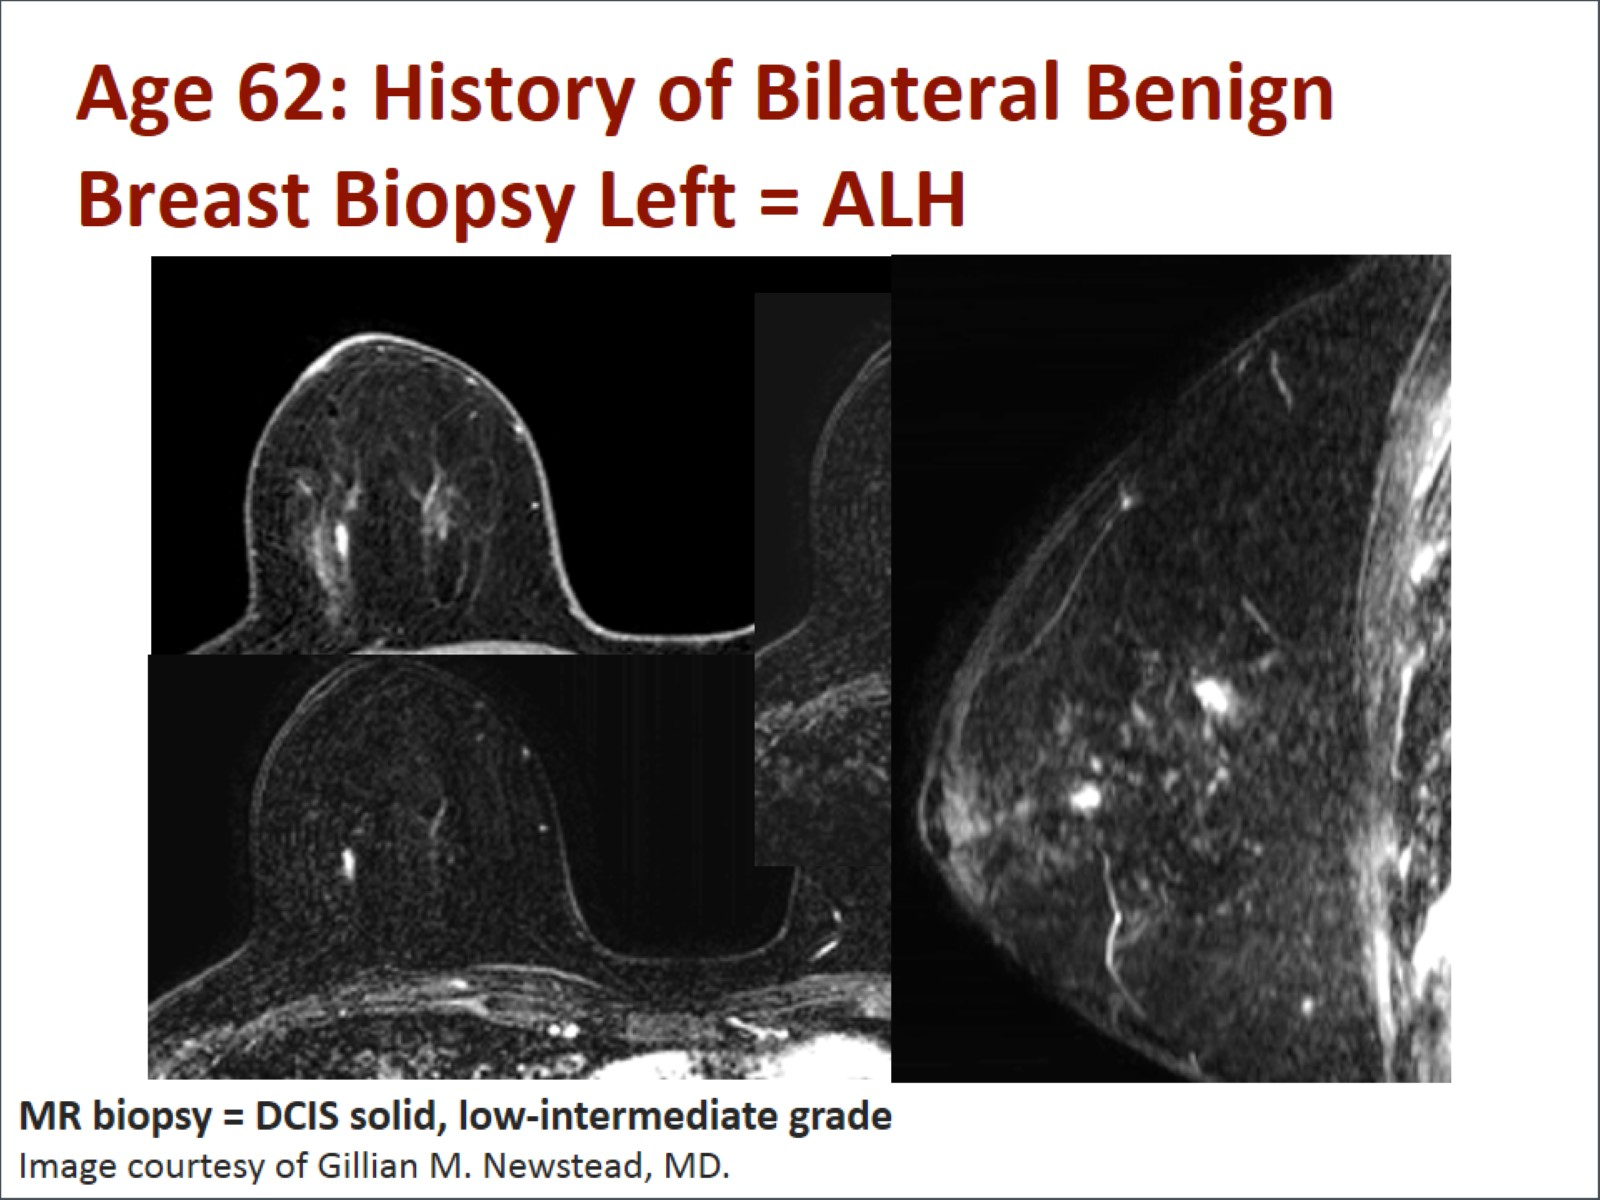 Age 62: History of Bilateral Benign
Breast Biopsy Left = ALH
MR biopsy = DCIS solid, low-intermediate grade
Image courtesy of Gillian M. Newstead, MD.